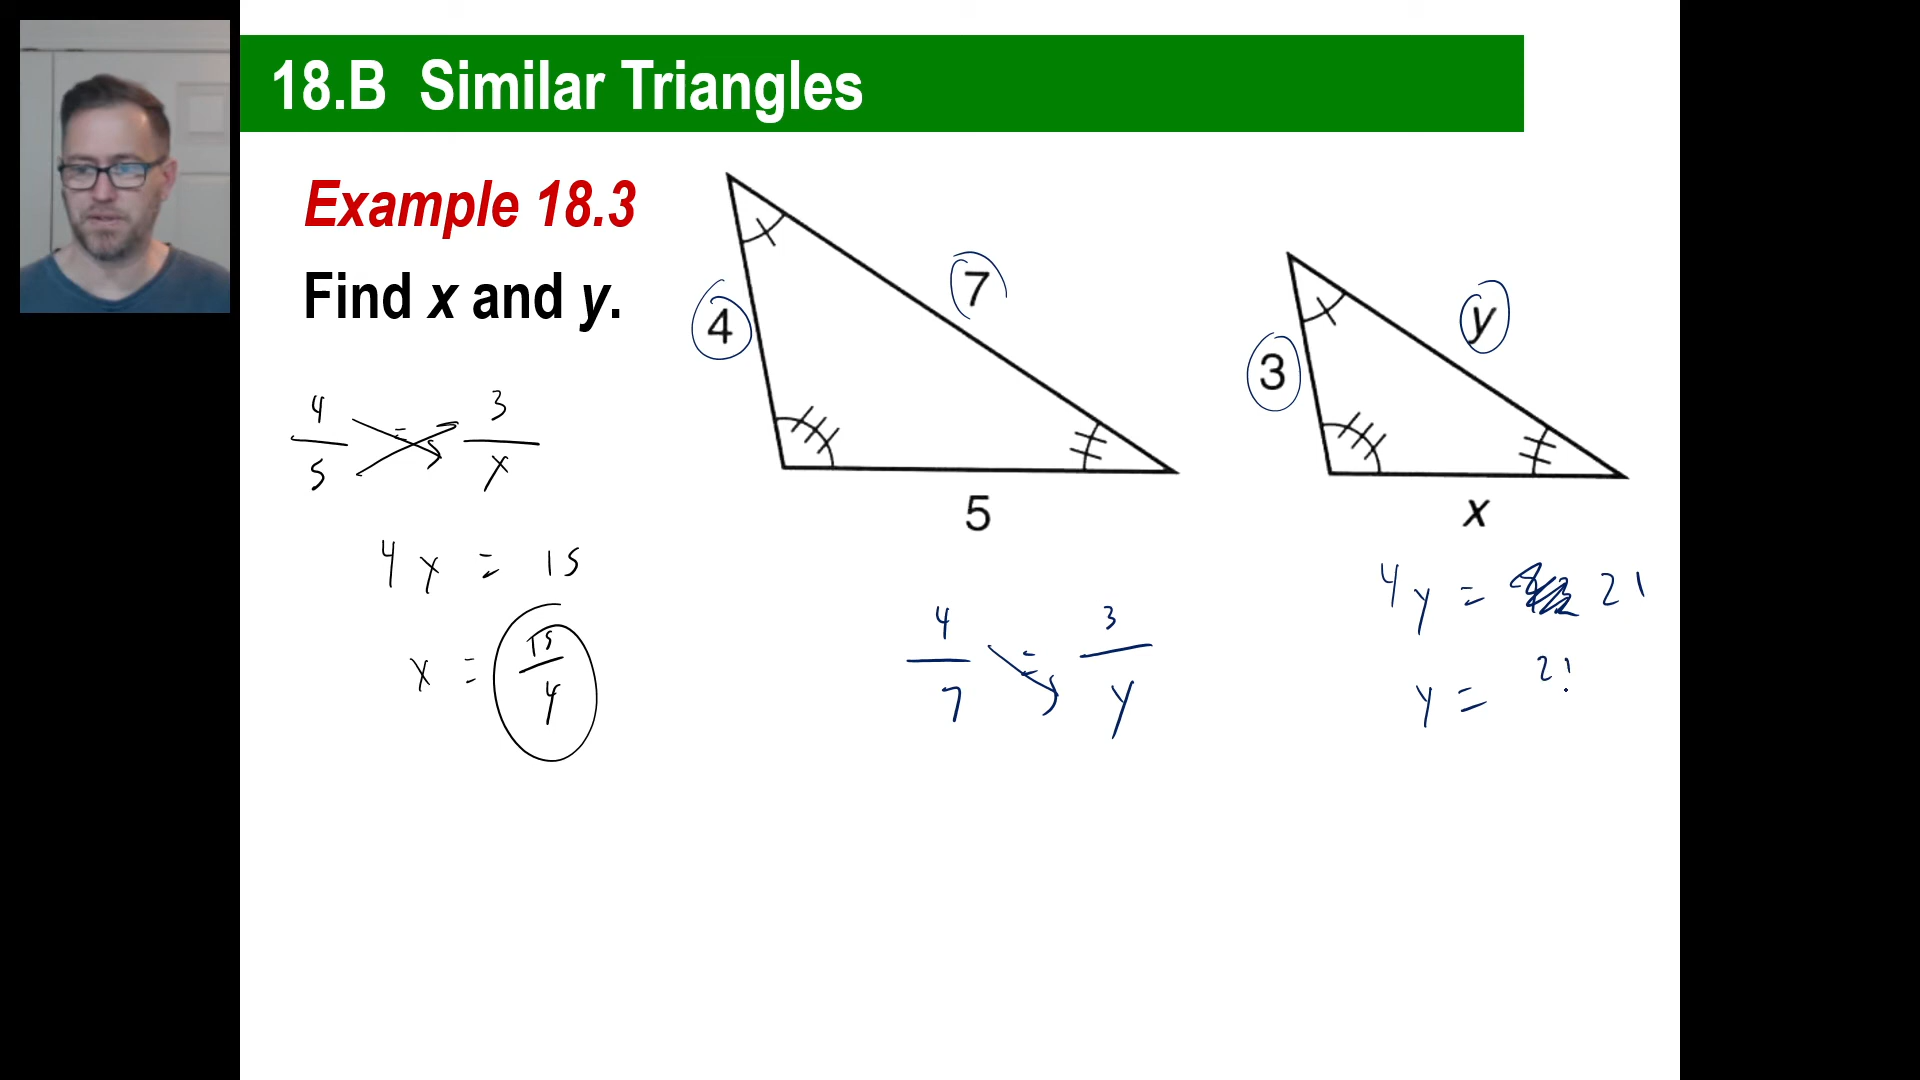 18.B Similar Triangles
Example 18.3
Find x and y.
4
7
5
3
y
x
4/5 = 3/x
4x = 15
x = 15/4
4/7 = 3/y
4y = 21
y = 21